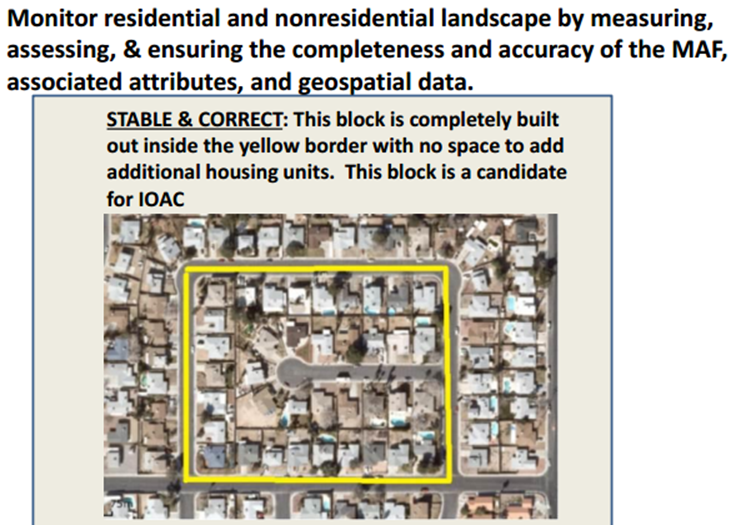 Monitor residential and nonresidential landscape by measuring,
assessing, & ensuring the completeness and accuracy of the MAF,
associated attributes, and geospatial data.
STABLE & CORRECT: This block is completely built
out inside the yellow border with no space to add
additional housing units.  This block is a candidate
for IOAC